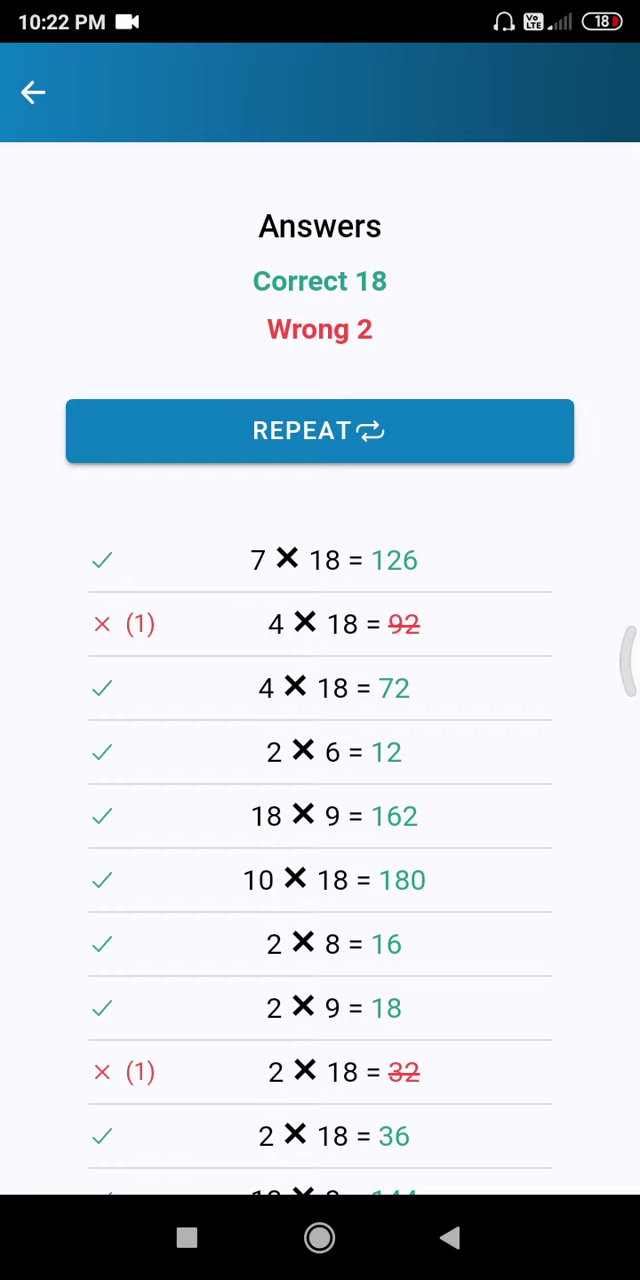 10:22 PM
Vo LTE
18
Answers
Correct 18
Wrong 2
REPEAT
7 × 18 = 126
(1) 4 × 18 = 92
4 × 18 = 72
2 × 6 = 12
18 × 9 = 162
10 × 18 = 180
2 × 8 = 16
2 × 9 = 18
(1) 2 × 18 = 32
2 × 18 = 36